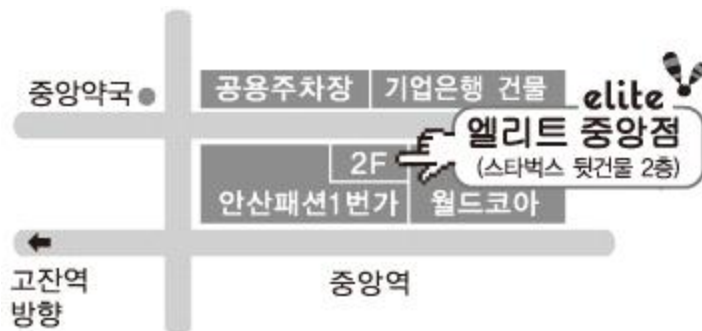 중앙약국
공용주차장
기업은행 건물
elite
엘리트 중앙점
(스타벅스 뒷건물 2층)
2F
안산패션1번가
월드코아
고잔역
방향
중앙역